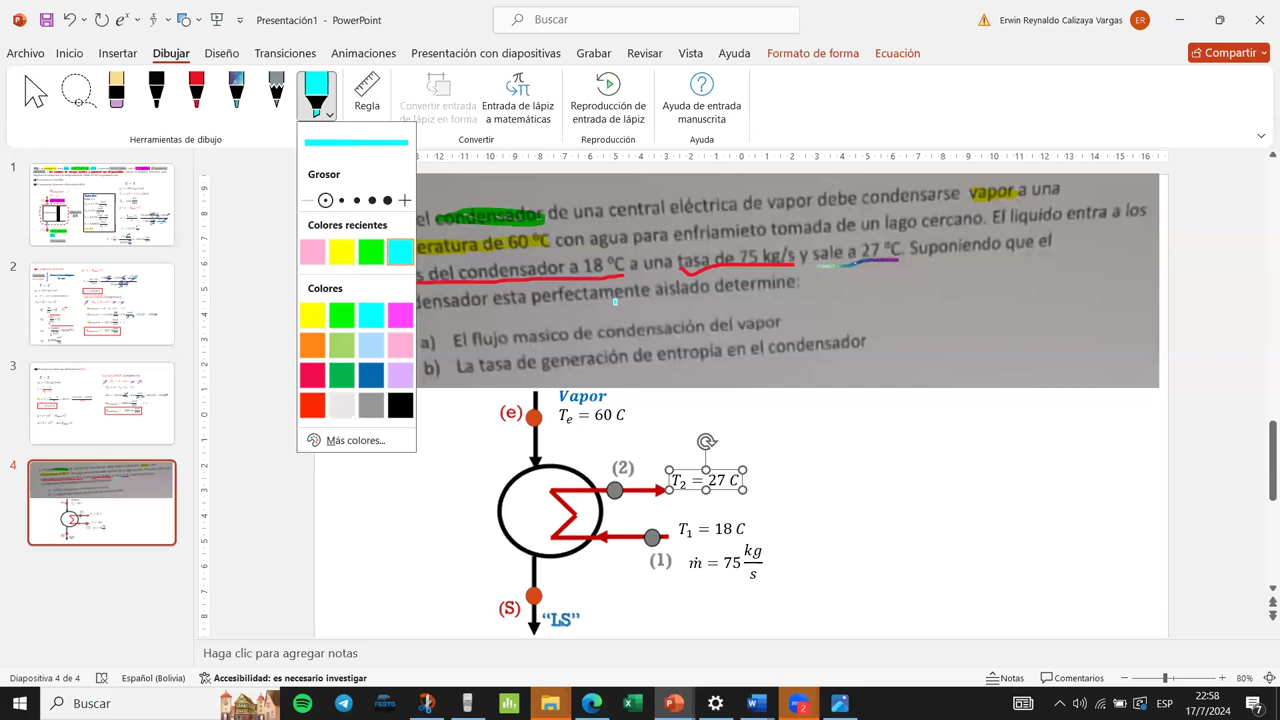 Presentación1 - PowerPoint
Buscar
Erwin Reynaldo Calizaya Vargas
ER
Archivo
Inicio
Insertar
Dibujar
Diseño
Transiciones
Animaciones
Presentación con diapositivas
Grabar
Revisar
Vista
Ayuda
Formato de forma
Ecuación
Compartir
Regla
Convertir entrada de lápiz en forma
Entrada de lápiz a matemáticas
Reproducción de entrada de lápiz
Ayuda de entrada manuscrita
Herramientas de dibujo
Convertir
Reproducción
Ayuda
Grosor
Colores recientes
Colores
Más colores...
1
2
3
4
el condensador de una central eléctrica de vapor debe condensarse vapor a una
eratura de 60 °C con agua para enfriamieto tomada de un lago cercano. El liquido entra a los
s del condensador a 18 °C a una tasa de 75 kg/s y sale a 27 °C. Suponiendo que el
densador esta perfectamente aislado determine:
a) El flujo masico de condensación del vapor
b) La tasa de generación de entropia en el condensador
Vapor
(e)
Te = 60 C
(2)
T2 = 27 C
T1 = 18 C
(1)
ṁ = 75 kg/s
(S)
“LS”
Haga clic para agregar notas
Diapositiva 4 de 4
Español (Bolivia)
Accesibilidad: es necesario investigar
Notas
Comentarios
80%
Buscar
ESP
22:58
17/7/2024